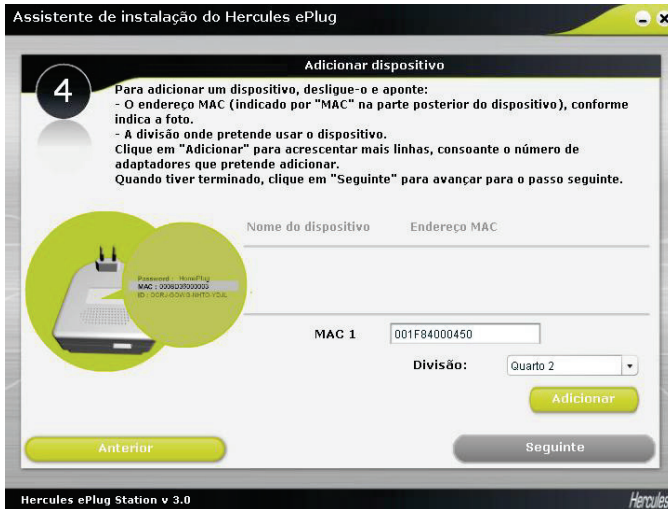 Assistente de instalação do Hercules ePlug
Adicionar dispositivo
4
Para adicionar um dispositivo, desligue-o e aponte:
- O endereço MAC (indicado por "MAC" na parte posterior do dispositivo), conforme
indica a foto.
- A divisão onde pretende usar o dispositivo.
Clique em "Adicionar" para acrescentar mais linhas, consoante o número de
adaptadores que pretende adicionar.
Quando tiver terminado, clique em "Seguinte" para avançar para o passo seguinte.
Nome do dispositivo Endereço MAC
Password : HomePlug
MAC : 0008D39000003
MAC 1 001F84000450
Divisão: Quarto 2
Adicionar
Anterior Seguinte
Hercules ePlug Station v 3.0 Hercules